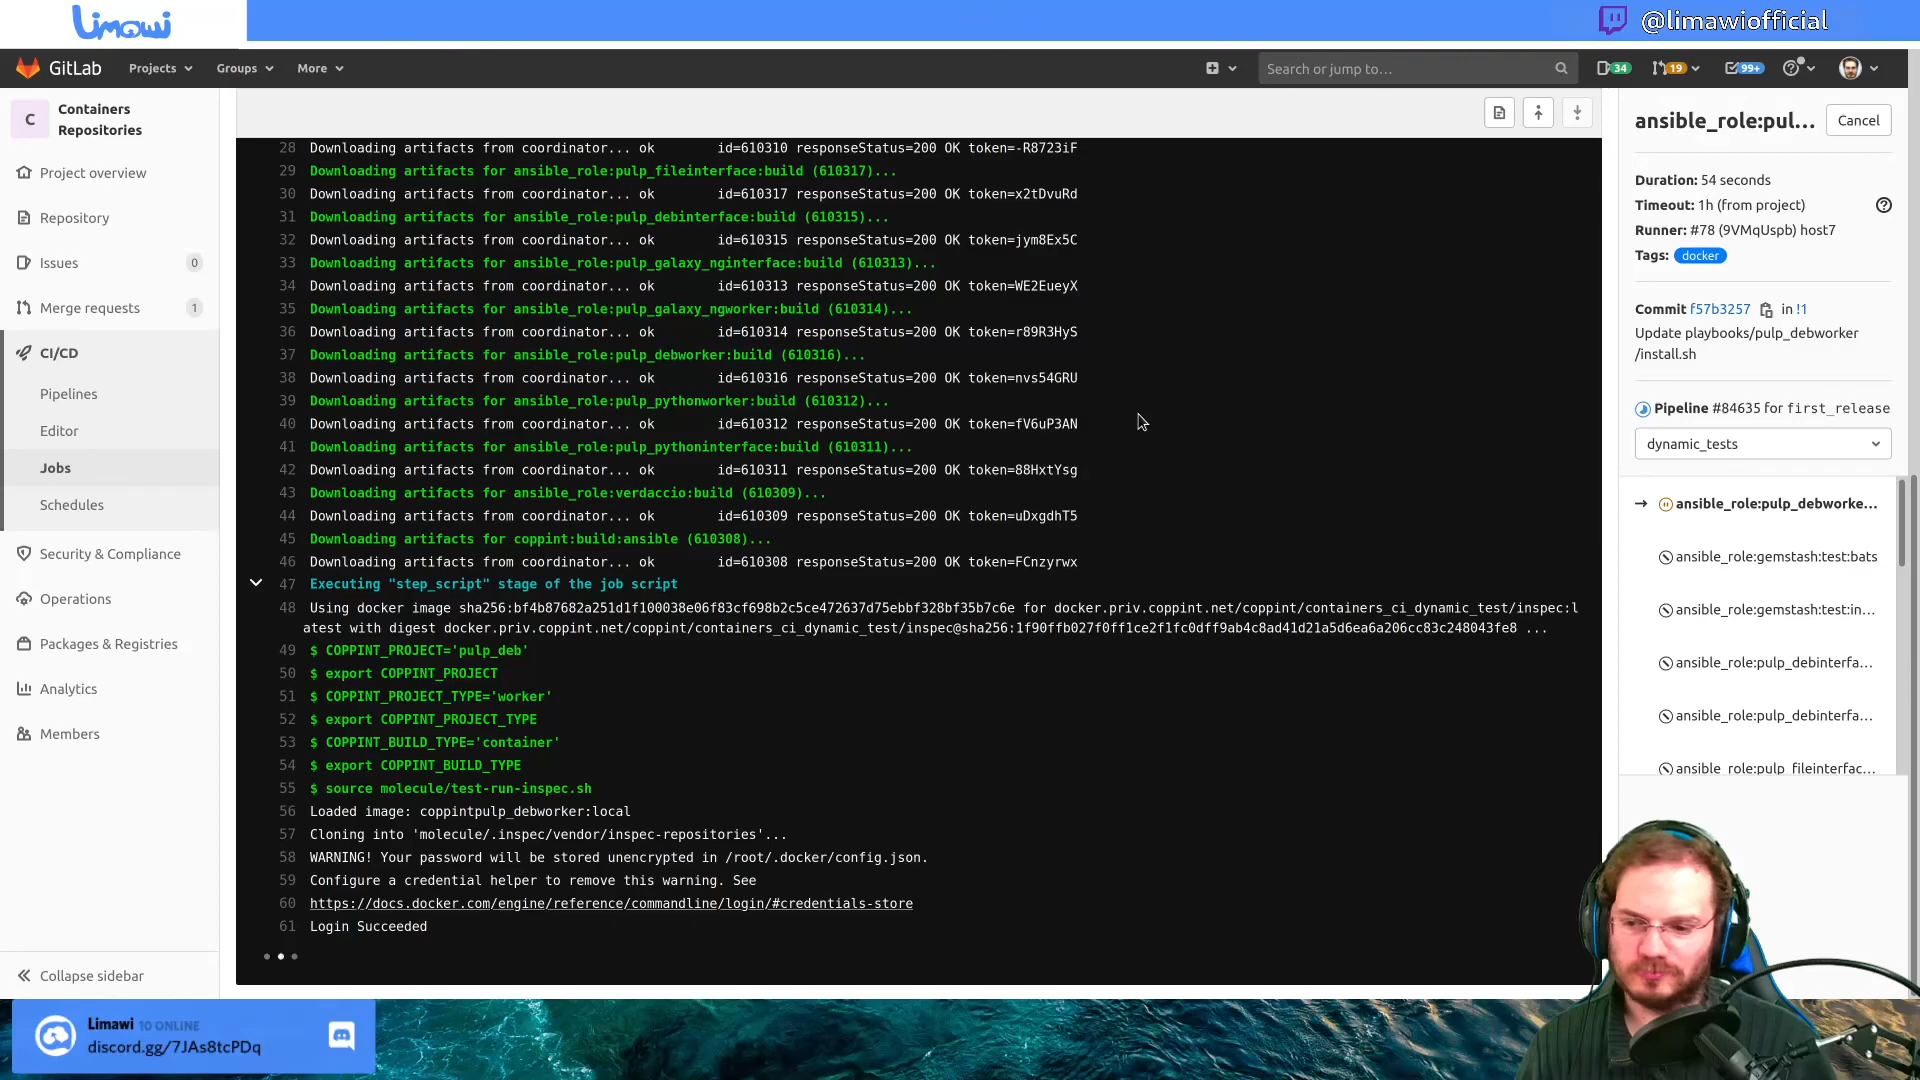 Limawi
@limawiofficial
GitLab
Projects
Groups
More
Search or jump to...
34
19
99+
C
Containers
Repositories
Project overview
Repository
Issues
0
Merge requests
1
CI/CD
Pipelines
Editor
Jobs
Schedules
Security & Compliance
Operations
Packages & Registries
Analytics
Members
Collapse sidebar
28 Downloading artifacts from coordinator... ok id=610310 responseStatus=200 OK token=-R8723iF
29 Downloading artifacts for ansible_role:pulp_fileinterface:build (610317)...
30 Downloading artifacts from coordinator... ok id=610317 responseStatus=200 OK token=x2tDvuRd
31 Downloading artifacts for ansible_role:pulp_debinterface:build (610315)...
32 Downloading artifacts from coordinator... ok id=610315 responseStatus=200 OK token=jym8Ex5C
33 Downloading artifacts for ansible_role:pulp_galaxy_nginterface:build (610313)...
34 Downloading artifacts from coordinator... ok id=610313 responseStatus=200 OK token=WE2EueyX
35 Downloading artifacts for ansible_role:pulp_galaxy_ngworker:build (610314)...
36 Downloading artifacts from coordinator... ok id=610314 responseStatus=200 OK token=r89R3HyS
37 Downloading artifacts for ansible_role:pulp_debworker:build (610316)...
38 Downloading artifacts from coordinator... ok id=610316 responseStatus=200 OK token=nvs54GRU
39 Downloading artifacts for ansible_role:pulp_pythonworker:build (610312)...
40 Downloading artifacts from coordinator... ok id=610312 responseStatus=200 OK token=fV6uP3AN
41 Downloading artifacts for ansible_role:pulp_pythoninterface:build (610311)...
42 Downloading artifacts from coordinator... ok id=610311 responseStatus=200 OK token=88HxtYsg
43 Downloading artifacts for ansible_role:verdaccio:build (610309)...
44 Downloading artifacts from coordinator... ok id=610309 responseStatus=200 OK token=uDxgdhT5
45 Downloading artifacts for coppint:build:ansible (610308)...
46 Downloading artifacts from coordinator... ok id=610308 responseStatus=200 OK token=FCnzyrwx
47 Executing "step_script" stage of the job script
48 Using docker image sha256:bf4b87682a251d1f100038e06f83cf698b2c5ce472637d75ebbf328bf35b7c6e for docker.priv.coppint.net/coppint/containers_ci_dynamic_test/inspec:l
atest with digest docker.priv.coppint.net/coppint/containers_ci_dynamic_test/inspec@sha256:1f90ffb027f0ff1ce2f1fc0dff9ab4c8ad41d21a5d6ea6a206cc83c248043fe8 ...
49 $ COPPINT_PROJECT='pulp_deb'
50 $ export COPPINT_PROJECT
51 $ COPPINT_PROJECT_TYPE='worker'
52 $ export COPPINT_PROJECT_TYPE
53 $ COPPINT_BUILD_TYPE='container'
54 $ export COPPINT_BUILD_TYPE
55 $ source molecule/test-run-inspec.sh
56 Loaded image: coppintpulp_debworker:local
57 Cloning into 'molecule/.inspec/vendor/inspec-repositories'...
58 WARNING! Your password will be stored unencrypted in /root/.docker/config.json.
59 Configure a credential helper to remove this warning. See
60 https://docs.docker.com/engine/reference/commandline/login/#credentials-store
61 Login Succeeded
ansible_role:pul...
Cancel
Duration: 54 seconds
Timeout: 1h (from project)
Runner: #78 (9VMqUspb) host7
Tags: docker
Commit f57b3257 in !1
Update playbooks/pulp_debworker
/install.sh
Pipeline #84635 for first_release
dynamic_tests
ansible_role:pulp_debworke...
ansible_role:gemstash:test:bats
ansible_role:gemstash:test:in...
ansible_role:pulp_debinterfa...
ansible_role:pulp_debinterfa...
ansible_role:pulp_fileinterfac...
Limawi 10 ONLINE
discord.gg/7JAs8tcPDq